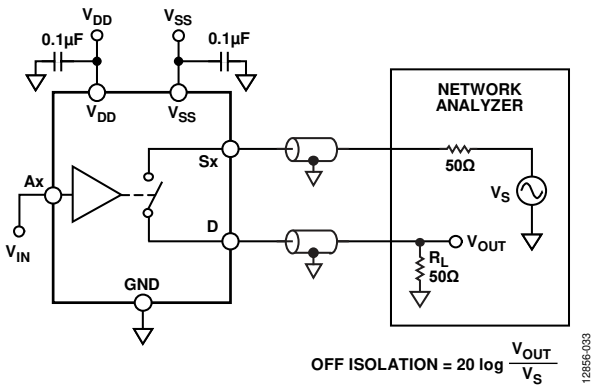 VDD
VSS
0.1µF
0.1µF
VDD
VSS
NETWORK
ANALYZER
Sx
50Ω
Ax
VS
D
VIN
VOUT
RL
50Ω
GND
OFF ISOLATION = 20 log VOUT / VS
12856-033